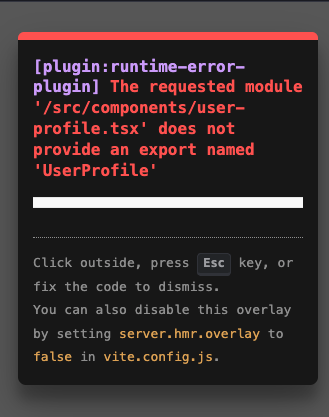 [plugin:runtime-error-
plugin] The requested module
'/src/components/user-
profile.tsx' does not
provide an export named
'UserProfile'
Click outside, press Esc key, or
fix the code to dismiss.
You can also disable this overlay
by setting server.hmr.overlay to
false in vite.config.js.